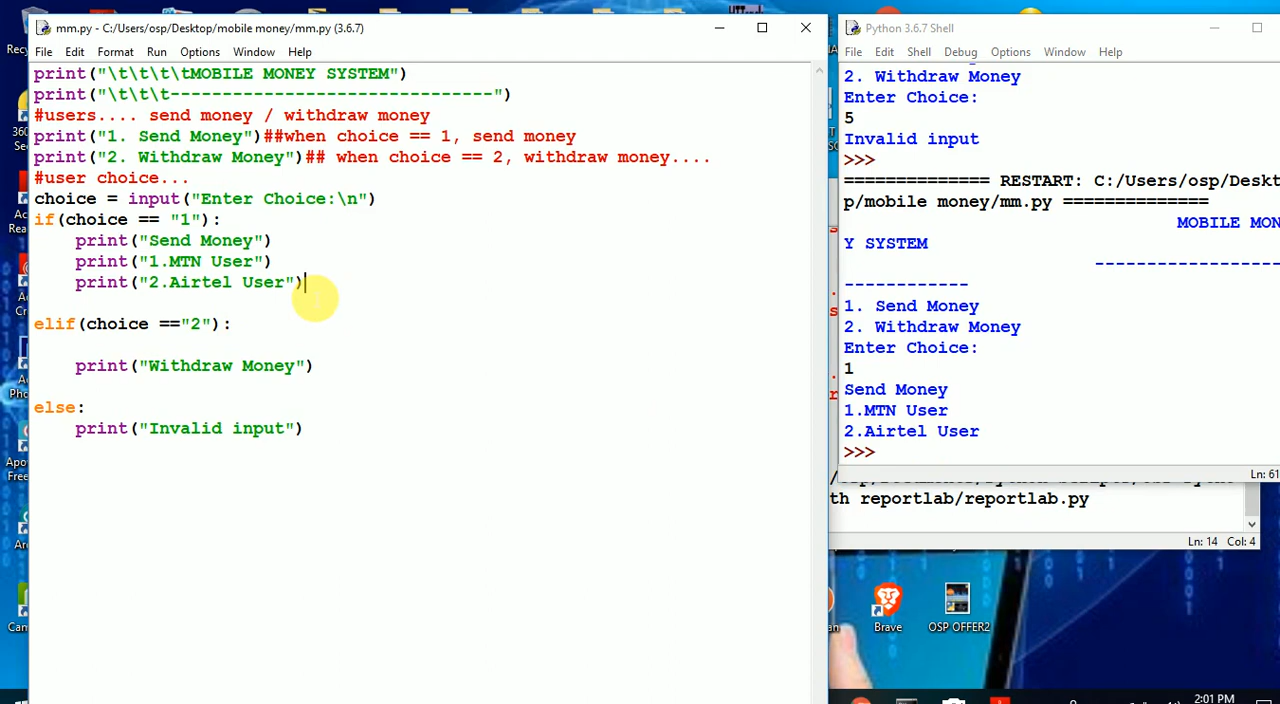 mm.py - C:/Users/osp/Desktop/mobile money/mm.py (3.6.7)
File Edit Format Run Options Window Help
print("\t\t\t\tMOBILE MONEY SYSTEM")
print("\t\t\t-------------------------------")
#users.... send money / withdraw money
print("1. Send Money")##when choice == 1, send money
print("2. Withdraw Money")## when choice == 2, withdraw money....
#user choice...
choice = input("Enter Choice:\n")
if(choice == "1"):
print("Send Money")
print("1.MTN User")
print("2.Airtel User")
elif(choice =="2"):
print("Withdraw Money")
else:
print("Invalid input")
Python 3.6.7 Shell
File Edit Shell Debug Options Window Help
2. Withdraw Money
Enter Choice:
5
Invalid input
>>>
============== RESTART: C:/Users/osp/Deskt
p/mobile money/mm.py ==============
MOBILE MON
Y SYSTEM
------------------
------------
1. Send Money
2. Withdraw Money
Enter Choice:
1
Send Money
1.MTN User
2.Airtel User
>>>
Ln: 61
th reportlab/reportlab.py
Ln: 14 Col: 4
Brave
OSP OFFER2
2:01 PM